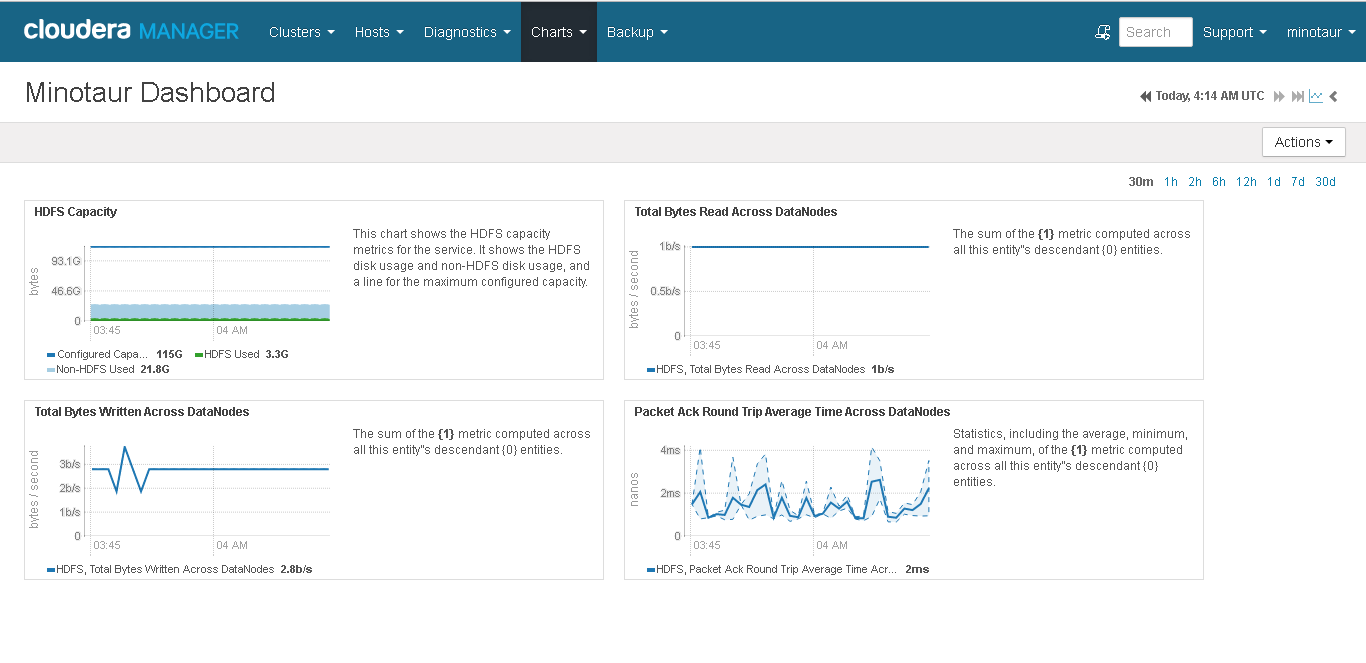 cloudera MANAGER Clusters Hosts Diagnostics Charts Backup Search Support minotaur
Minotaur Dashboard
Today, 4:14 AM UTC
Actions
30m 1h 2h 6h 12h 1d 7d 30d
HDFS Capacity
bytes
93.1G
46.6G
0
03:45 04 AM
Configured Capa... 115G HDFS Used 3.3G
Non-HDFS Used 21.8G
This chart shows the HDFS capacity
metrics for the service. It shows the HDFS
disk usage and non-HDFS disk usage, and
a line for the maximum configured capacity.
Total Bytes Read Across DataNodes
bytes / second
1b/s
0.5b/s
0
03:45 04 AM
HDFS, Total Bytes Read Across DataNodes 1b/s
The sum of the {1} metric computed across
all this entity"s descendant {0} entities.
Total Bytes Written Across DataNodes
bytes / second
3b/s
2b/s
1b/s
0
03:45 04 AM
HDFS, Total Bytes Written Across DataNodes 2.8b/s
The sum of the {1} metric computed across
all this entity"s descendant {0} entities.
Packet Ack Round Trip Average Time Across DataNodes
nanos
4ms
2ms
0
03:45 04 AM
HDFS, Packet Ack Round Trip Average Time Acr... 2ms
Statistics, including the average, minimum,
and maximum, of the {1} metric computed
across all this entity"s descendant {0}
entities.